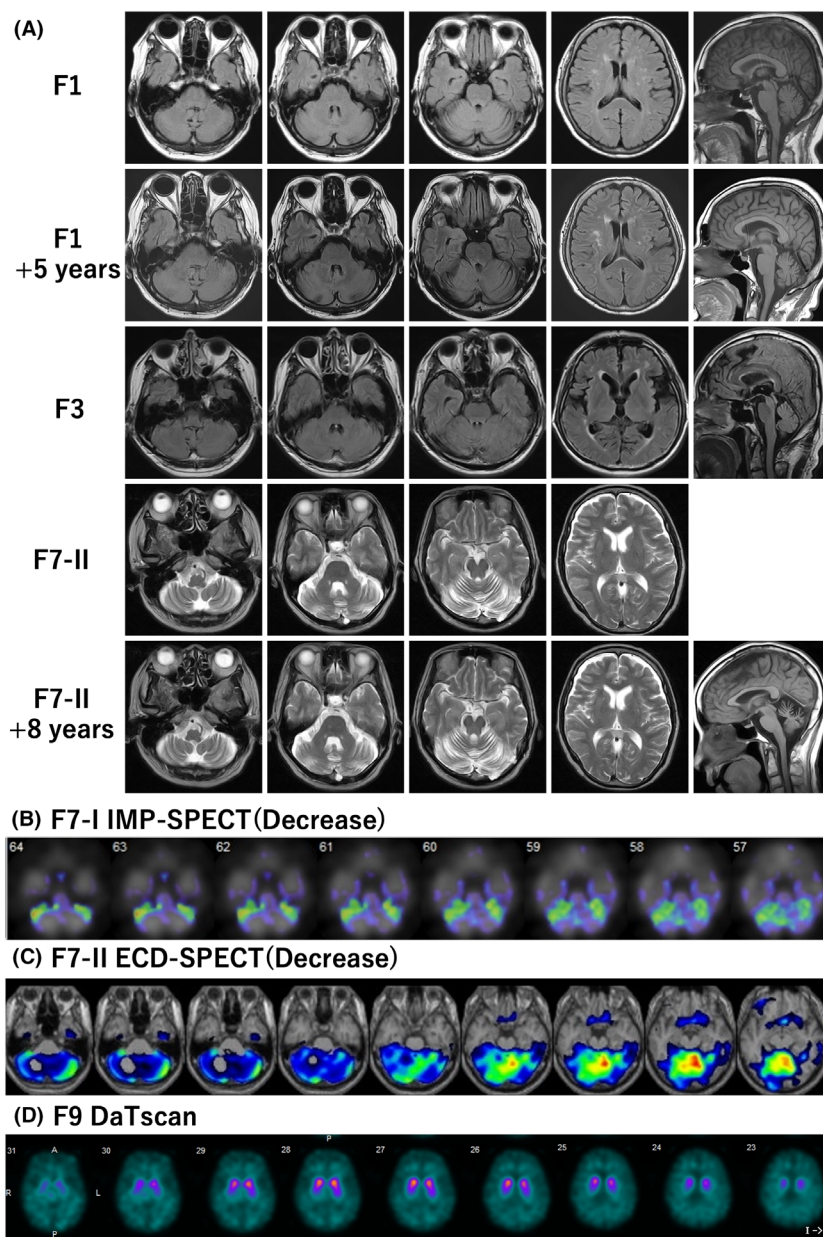 (A)
F1
F1
+5 years
F3
F7-II
F7-II
+8 years
(B) F7-I IMP-SPECT(Decrease)
64 63 62 61 60 59 58 57
(C) F7-II ECD-SPECT(Decrease)
(D) F9 DaTscan
31 A 30 29 28 P 27 26 25 24 23
R L
P I->